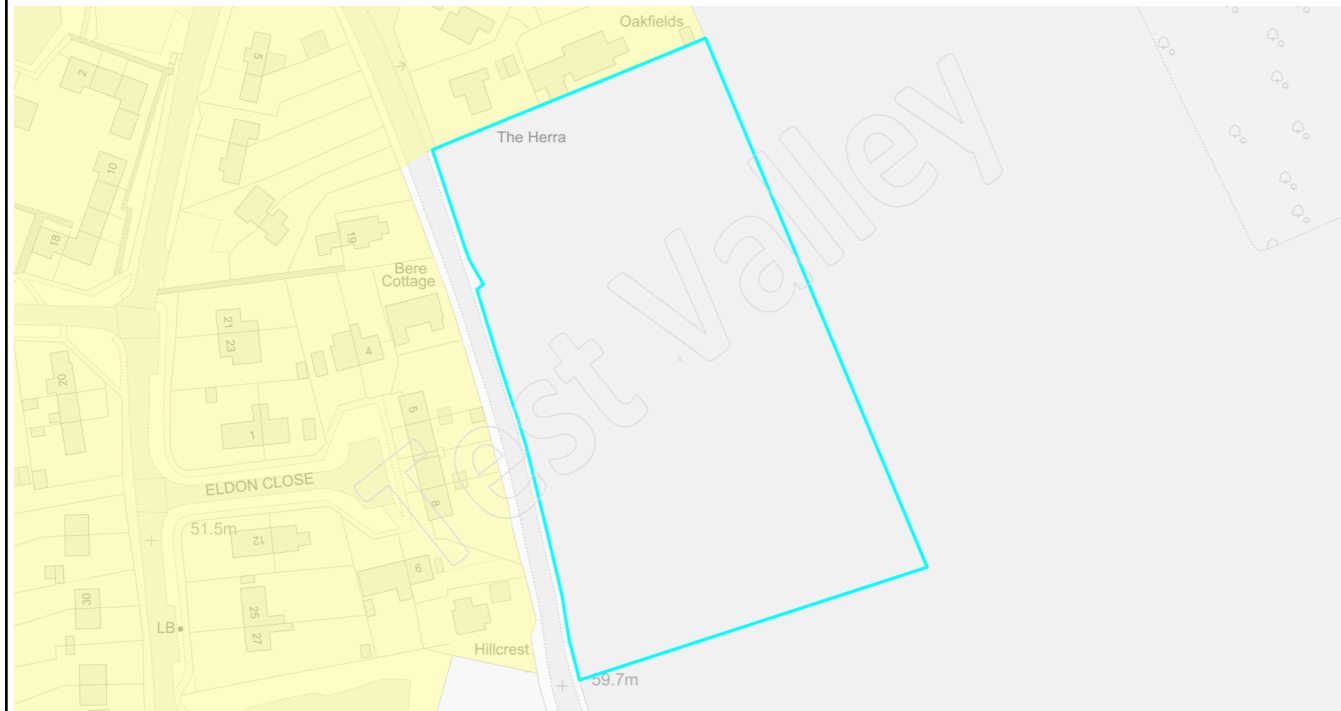 Oakfields
2
5
The Herra
10
18
19
Bere
Cottage
21
23
4
20
5
1
8
ELDON CLOSE
51.5m
12
6
30
25
27
LB
Hillcrest
59.7m
Test Valley